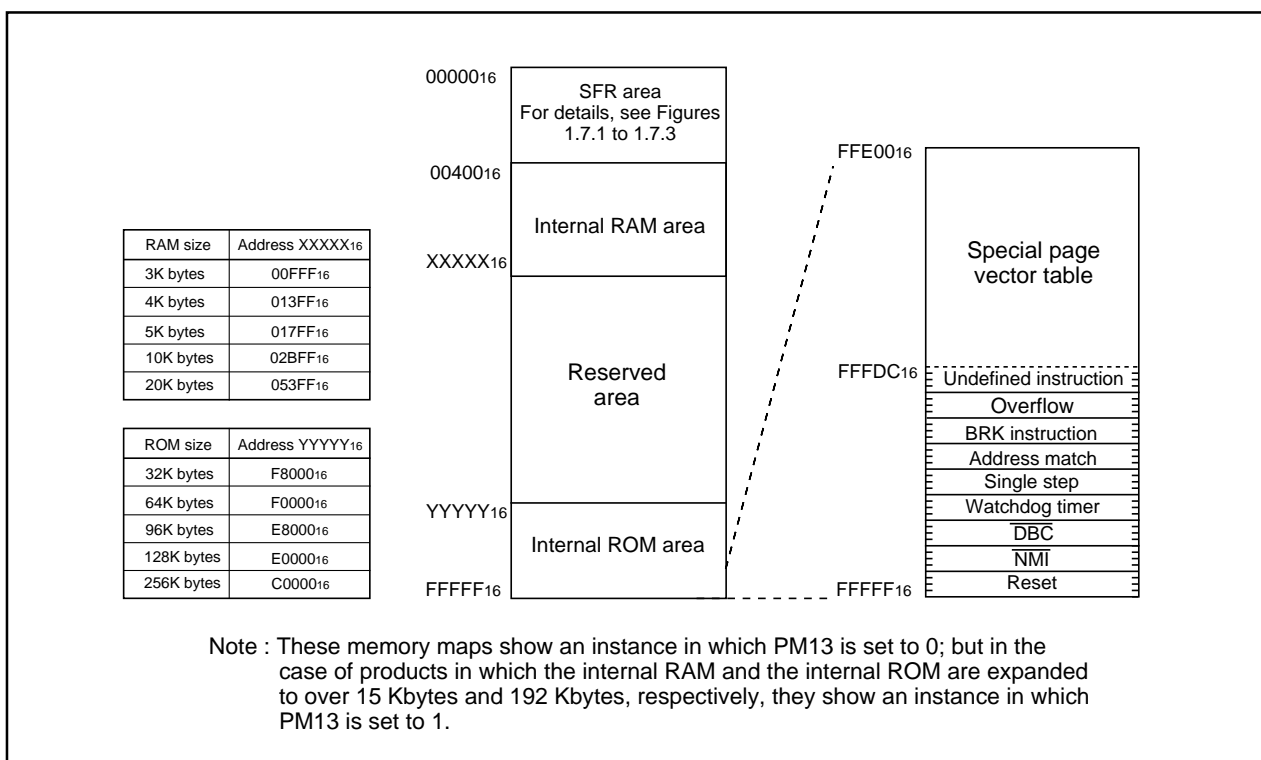 0000016
SFR area
For details, see Figures
1.7.1 to 1.7.3
0040016
Internal RAM area
XXXXX16
Reserved
area
YYYYY16
Internal ROM area
FFFFF16
RAM size Address XXXXX16
3K bytes 00FFF16
4K bytes 013FF16
5K bytes 017FF16
10K bytes 02BFF16
20K bytes 053FF16
ROM size Address YYYYY16
32K bytes F800016
64K bytes F000016
96K bytes E800016
128K bytes E000016
256K bytes C000016
FFE0016
Special page
vector table
FFFDC16
Undefined instruction
Overflow
BRK instruction
Address match
Single step
Watchdog timer
DBC
NMI
Reset
FFFFF16
Note : These memory maps show an instance in which PM13 is set to 0; but in the
case of products in which the internal RAM and the internal ROM are expanded
to over 15 Kbytes and 192 Kbytes, respectively, they show an instance in which
PM13 is set to 1.